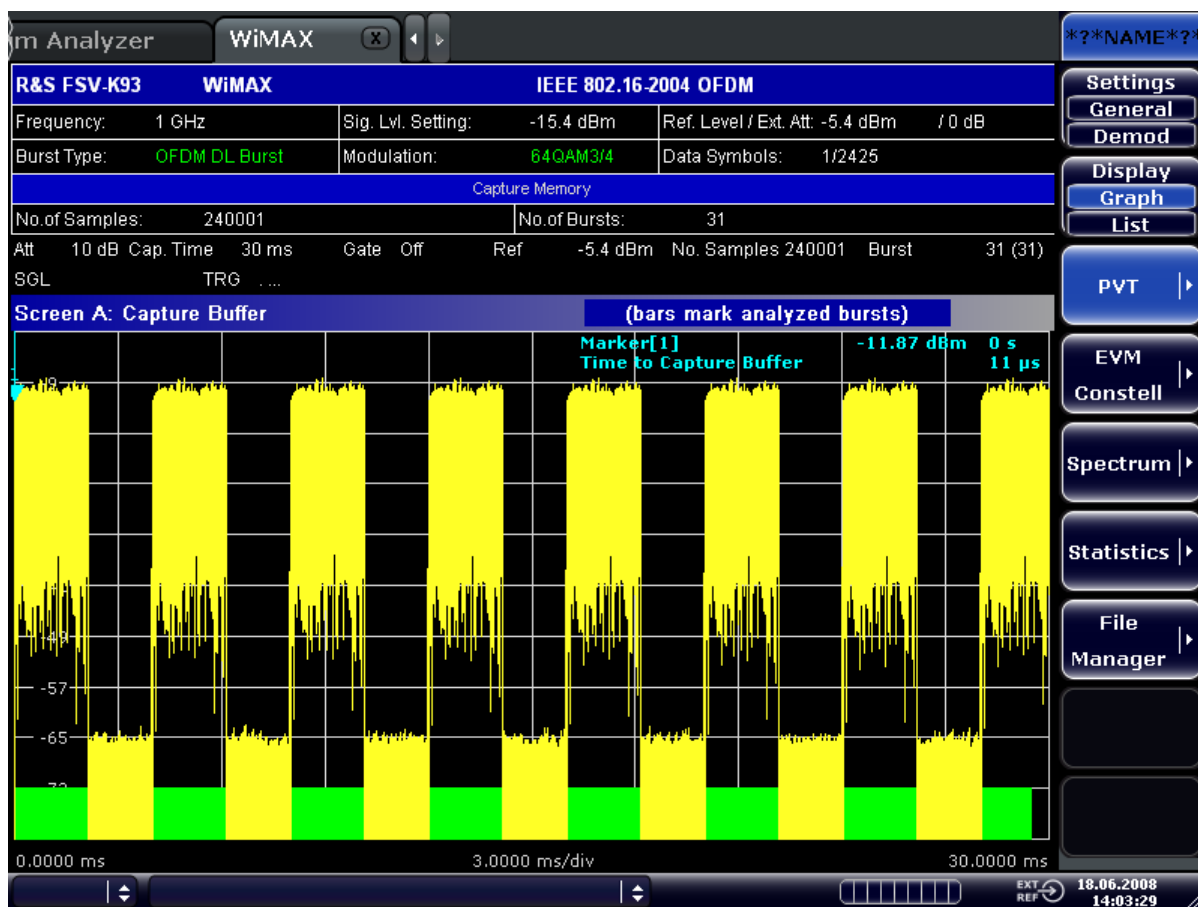 m Analyzer WiMAX X
*?*NAME*?*
R&S FSV-K93 WiMAX IEEE 802.16-2004 OFDM
Frequency: 1 GHz Sig. Lvl. Setting: -15.4 dBm Ref. Level / Ext. Att: -5.4 dBm / 0 dB
Burst Type: OFDM DL Burst Modulation: 64QAM3/4 Data Symbols: 1/2425
Capture Memory
No.of Samples: 240001 No.of Bursts: 31
Att 10 dB Cap. Time 30 ms Gate Off Ref -5.4 dBm No. Samples 240001 Burst 31 (31)
SGL TRG . ...
Screen A: Capture Buffer (bars mark analyzed bursts)
Marker[1] -11.87 dBm 0 s
Time to Capture Buffer 11 µs
-49
-57
-65
0.0000 ms 3.0000 ms/div 30.0000 ms
Settings
General
Demod
Display
Graph
List
PVT
EVM
Constell
Spectrum
Statistics
File
Manager
EXT
REF
18.06.2008
14:03:29